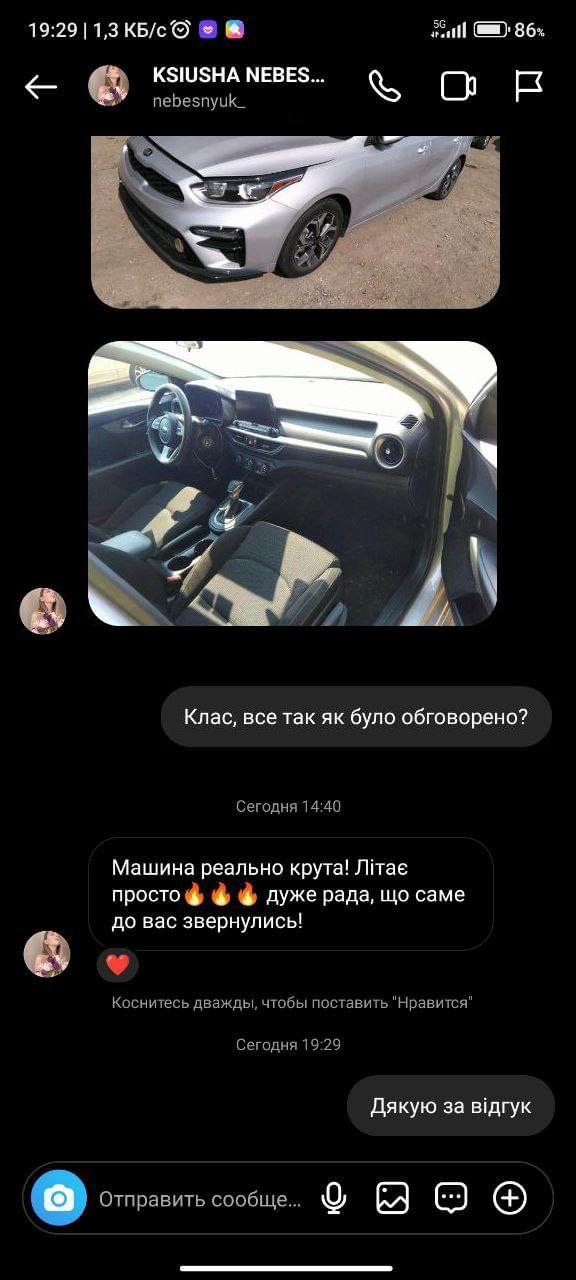 19:29 | 1,3 КБ/с
5G
86%
KSIUSHA NEBES...
nebesnyuk_
Клас, все так як було обговорено?
Сегодня 14:40
Машина реально крута! Літає
просто🔥🔥🔥 дуже рада, що саме
до вас звернулись!
❤️
Коснитесь дважды, чтобы поставить "Нравится"
Сегодня 19:29
Дякую за відгук
Отправить сообще...